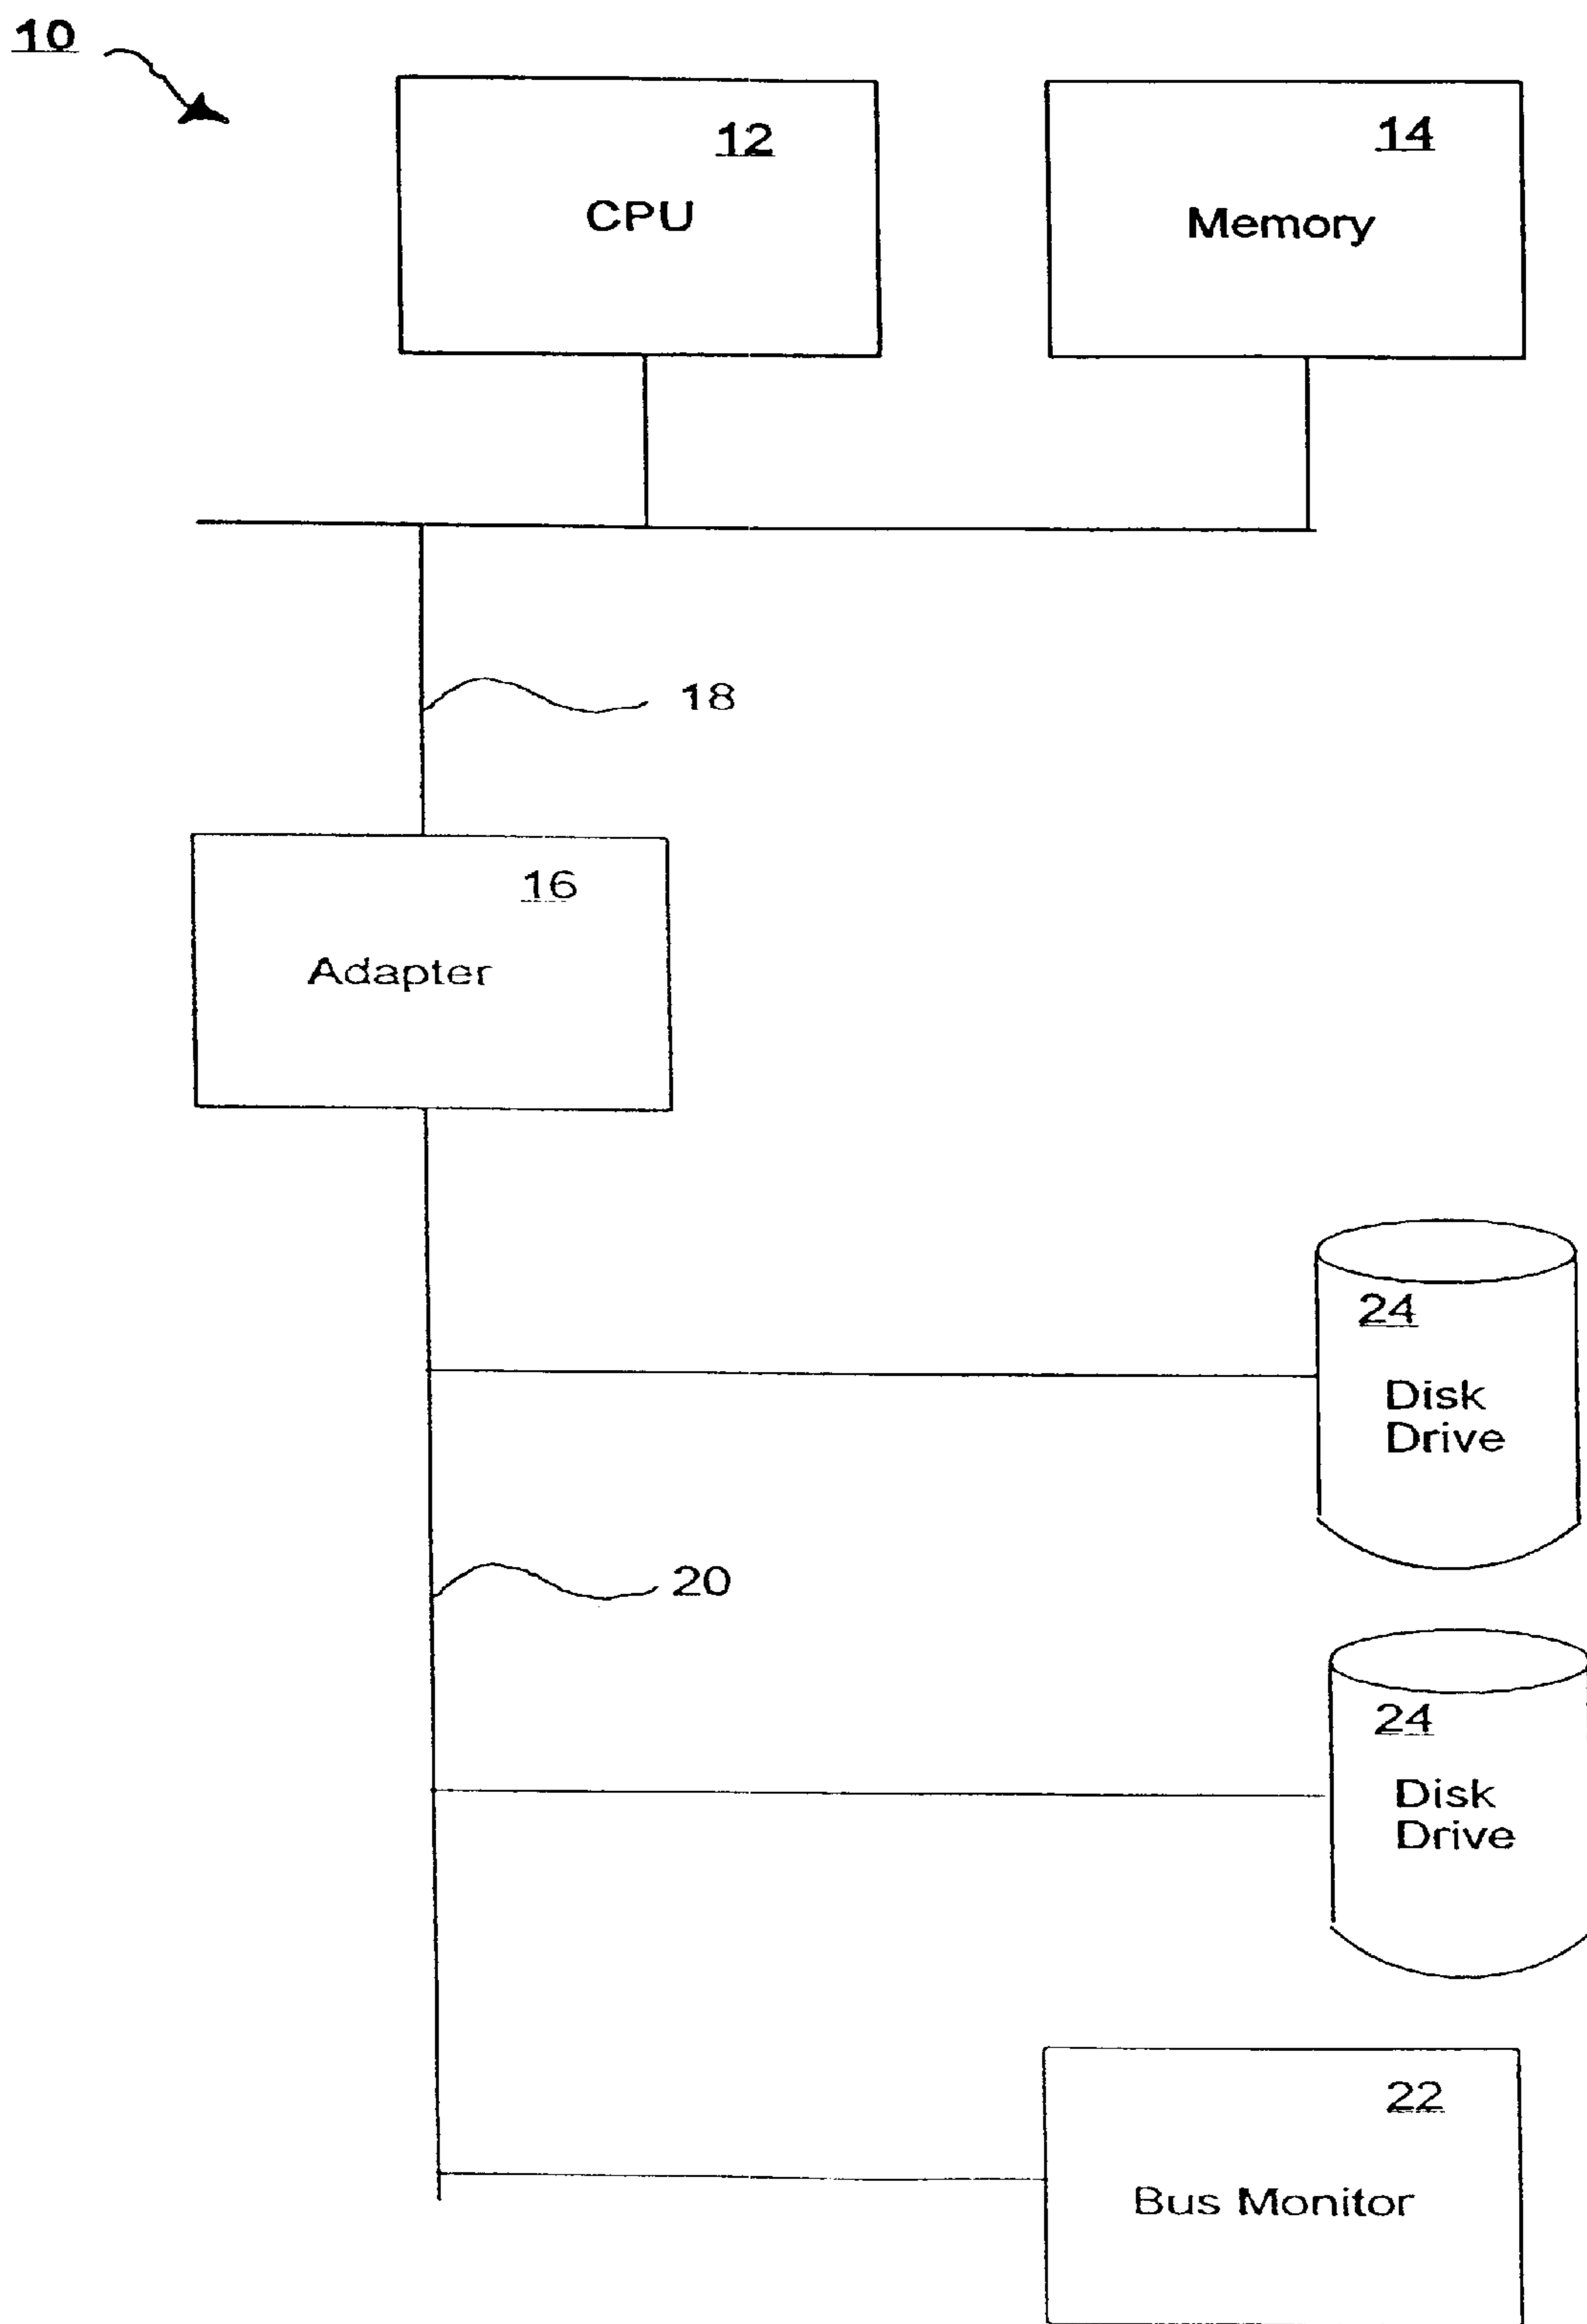 10
12
CPU
14
Memory
18
16
Adapter
24
Disk
Drive
20
24
Disk
Drive
22
Bus Monitor